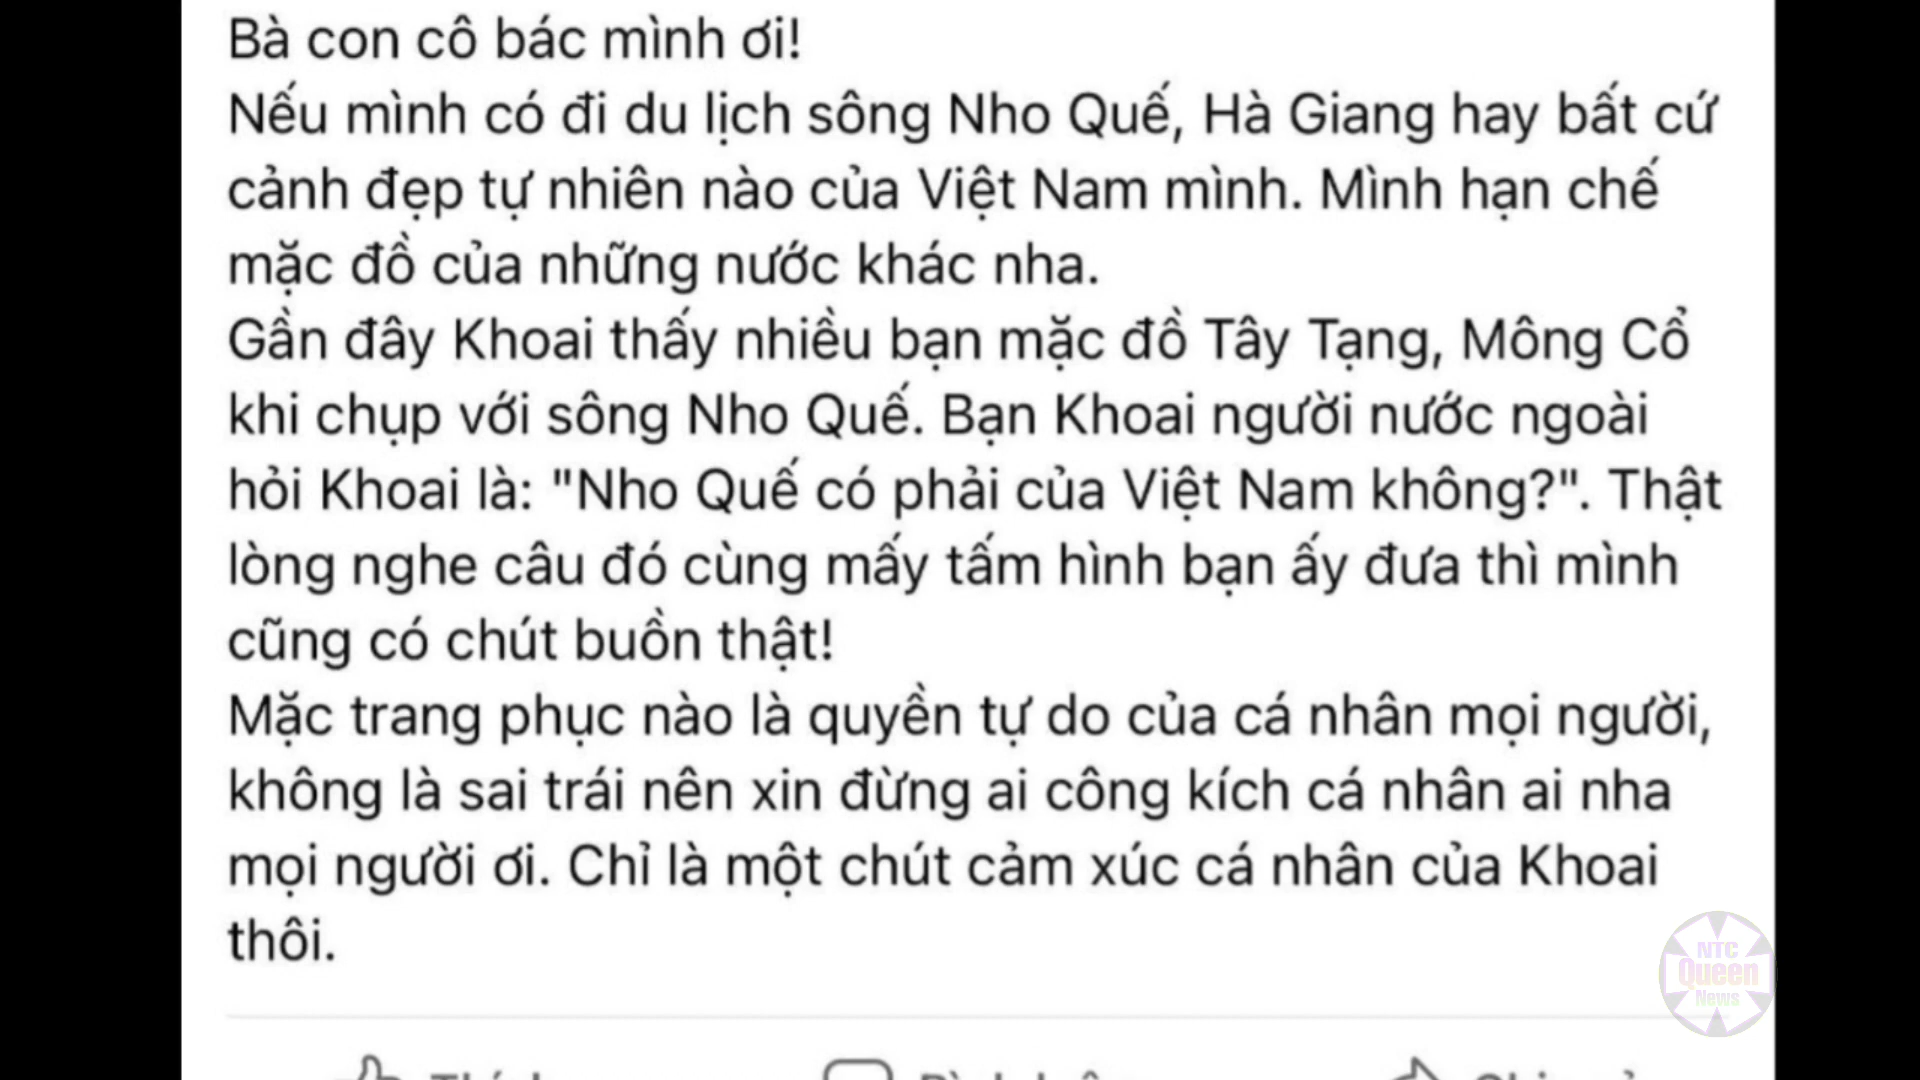 Bà con cô bác mình ơi!
Nếu mình có đi du lịch sông Nho Quế, Hà Giang hay bất cứ
cảnh đẹp tự nhiên nào của Việt Nam mình. Mình hạn chế
mặc đồ của những nước khác nha.
Gần đây Khoai thấy nhiều bạn mặc đồ Tây Tạng, Mông Cổ
khi chụp với sông Nho Quế. Bạn Khoai người nước ngoài
hỏi Khoai là: "Nho Quế có phải của Việt Nam không?". Thật
lòng nghe câu đó cùng mấy tấm hình bạn ấy đưa thì mình
cũng có chút buồn thật!
Mặc trang phục nào là quyền tự do của cá nhân mọi người,
không là sai trái nên xin đừng ai công kích cá nhân ai nha
mọi người ơi. Chỉ là một chút cảm xúc cá nhân của Khoai
thôi.
NTC
Queen
News